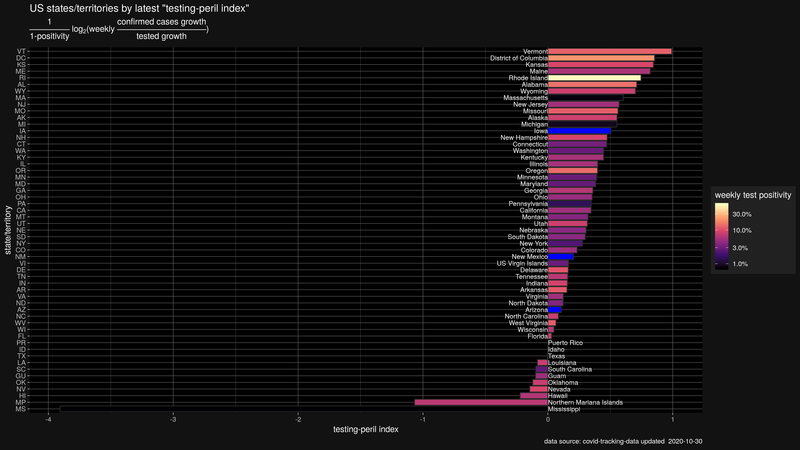 US states/territories by latest "testing-peril index"
1/1-positivity log2(weekly confirmed cases growth/tested growth)
VT Vermont
DC District of Columbia
KS Kansas
ME Maine
RI Rhode Island
AL Alabama
WY Wyoming
MA Massachusetts
NJ New Jersey
MO Missouri
AK Alaska
MI Michigan
IA Iowa
NH New Hampshire
CT Connecticut
WA Washington
KY Kentucky
IL Illinois
OR Oregon
MN Minnesota
MD Maryland
GA Georgia
OH Ohio
PA Pennsylvania
CA California
MT Montana
UT Utah
NE Nebraska
SD South Dakota
NY New York
CO Colorado
NM New Mexico
VI US Virgin Islands
DE Delaware
TN Tennessee
IN Indiana
AR Arkansas
VA Virginia
ND North Dakota
AZ Arizona
NC North Carolina
WV West Virginia
WI Wisconsin
FL Florida
PR Puerto Rico
ID Idaho
TX Texas
LA Louisiana
SC South Carolina
GU Guam
OK Oklahoma
NV Nevada
HI Hawaii
MP Northern Mariana Islands
MS Mississippi
state/territory
-4 -3 -2 -1 0 1
testing-peril index
weekly test positivity
30.0%
10.0%
3.0%
1.0%
data source: covid-tracking-data updated 2020-10-30